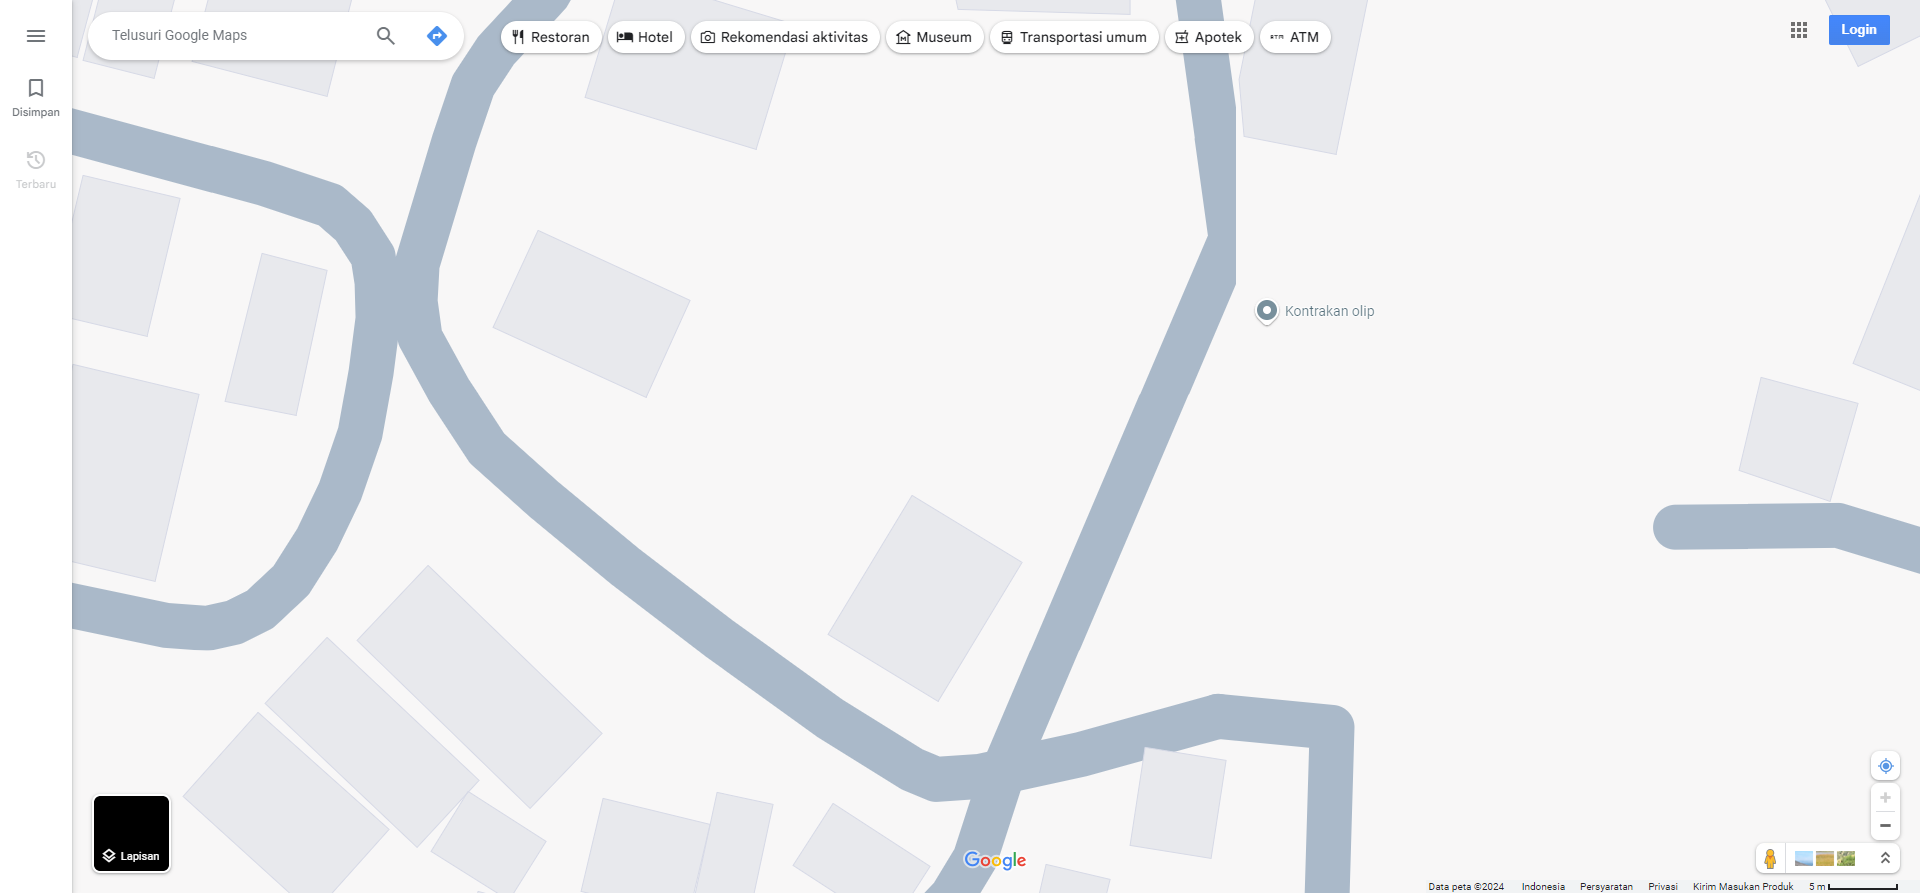 Telusuri Google Maps
Restoran
Hotel
Rekomendasi aktivitas
Museum
Transportasi umum
Apotek
ATM
ATM
Login
Disimpan
Terbaru
Kontrakan olip
Lapisan
Google
Data peta ©2024
Indonesia
Persyaratan
Privasi
Kirim Masukan Produk
5 m